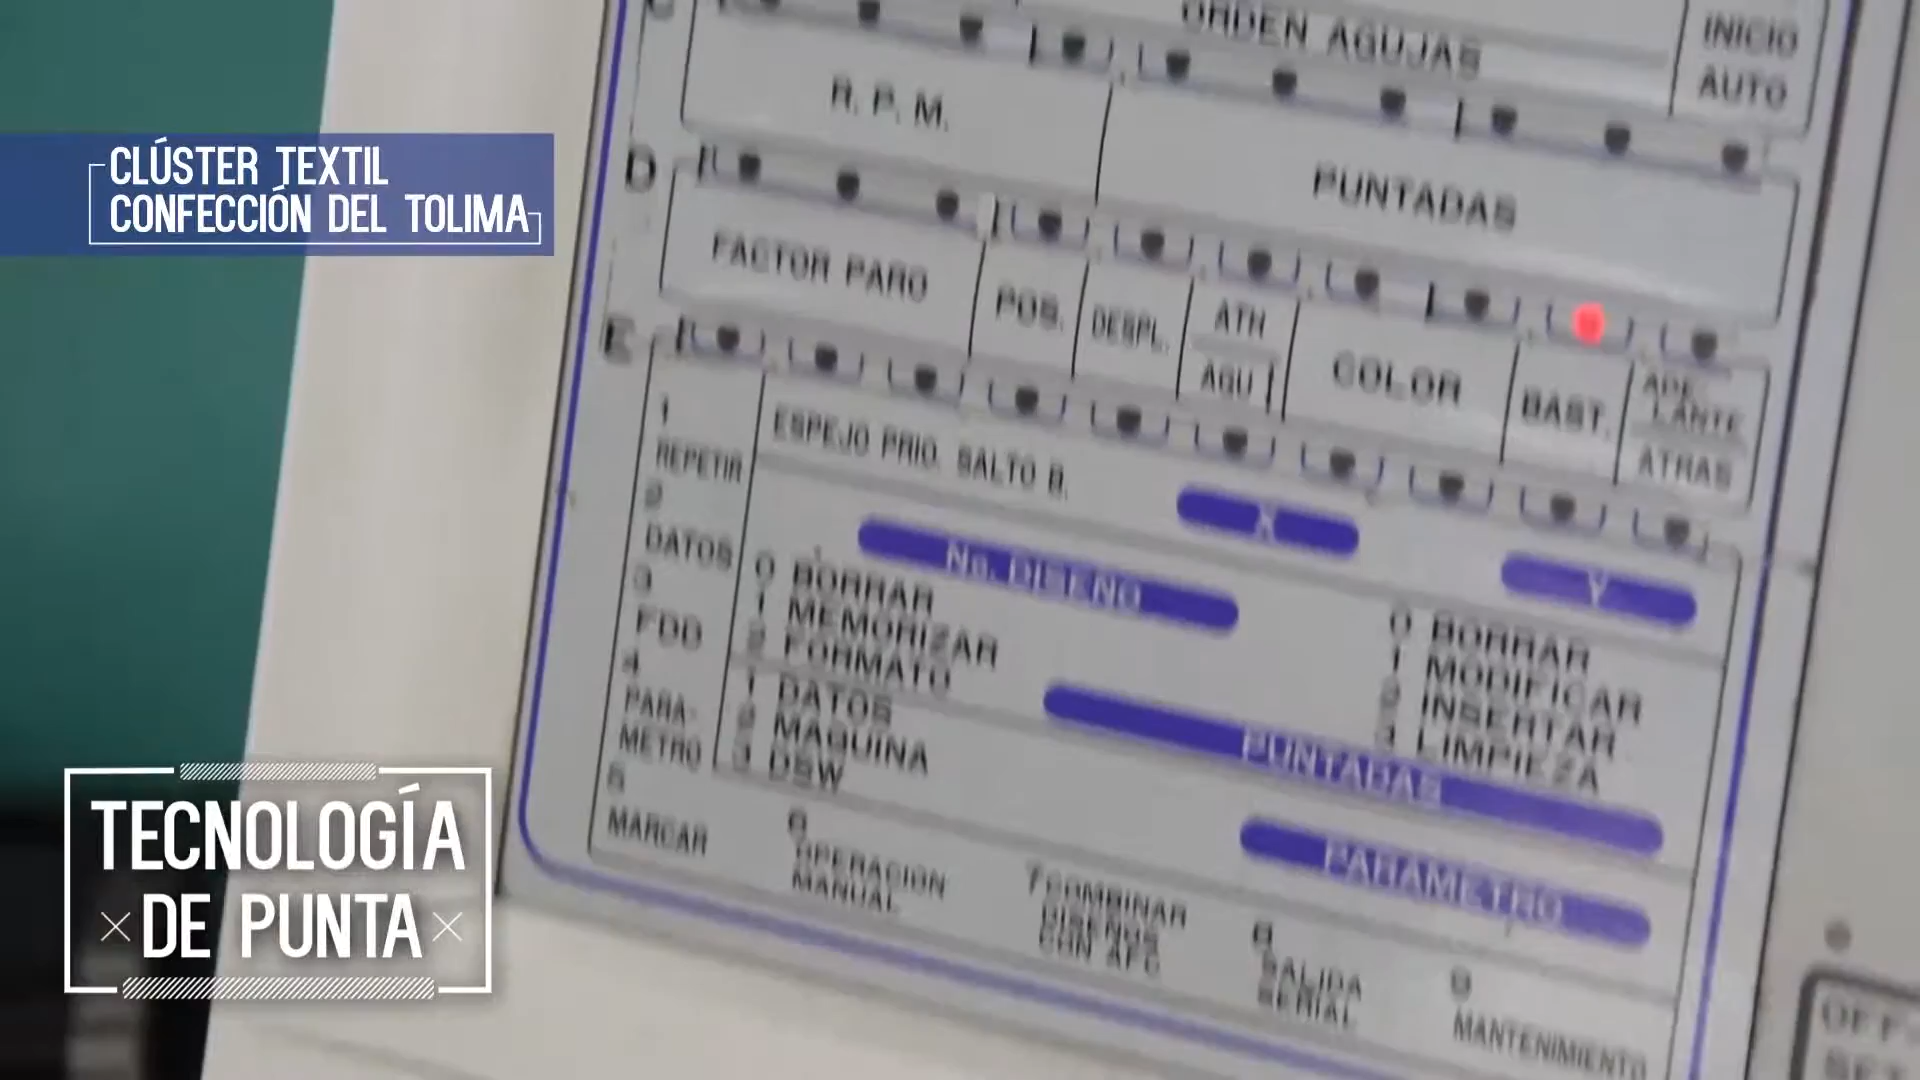 CLÚSTER TEXTIL
CONFECCIÓN DEL TOLIMA
TECNOLOGÍA
DE PUNTA
C
ORDEN AGUJAS
INICIO
AUTO
R. P. M.
PUNTADAS
D
FACTOR PARO
POS.
DESPL.
ATH
AGU
COLOR
BAST.
ADE
LANTE
ATRAS
E
1
REPETIR
ESPEJO PRIO. SALTO B.
X
Y
2
DATOS
No. DISEÑO
0 BORRAR
1 MEMORIZAR
2 FORMATO
0 BORRAR
1 MODIFICAR
2 INSERTAR
3 LIMPIEZA
3
FDD
PUNTADAS
4
PARA-
METRO
1 DATOS
2 MAQUINA
3 DSW
PARAMETRO
5
MARCAR
6
OPERACION
MANUAL
7 COMBINAR
DISEÑOS
CON AFC
8
SALIDA
SERIAL
9
MANTENIMIENTO
OFF